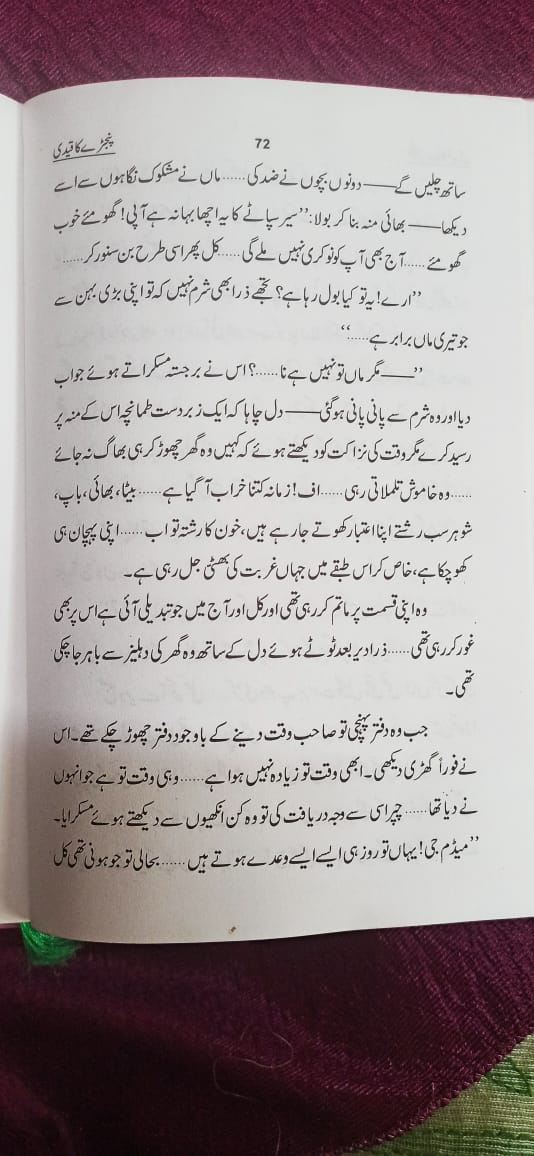 پنجڑے کا قیدی 72
ساتھ چلیں گے —— دونوں بچوں نے ضد کی ...... ماں نے مشکوک نگاہوں سے اسے
دیکھا —— بھائی منہ بنا کر بولا: ’’سیر سپاٹے کا یہ اچھا بہانہ ہے آپی! گھومئے خوب
گھومئے ...... آج بھی آپ کو نوکری نہیں ملے گی ...... کل پھر اسی طرح بن سنور کر ......
’’ارے! یہ تو کیا بول رہا ہے؟ تجھے ذرا بھی شرم نہیں کہ تو اپنی بڑی بہن سے
جو تیری ماں برابر ہے ......‘‘
’’—— مگر ماں تو نہیں ہے نا ......؟ اس نے برجستہ مسکراتے ہوئے جواب
دیا اور وہ شرم سے پانی پانی ہوگئی —— دل چاہا کہ ایک زبردست طمانچہ اس کے منہ پر
رسید کرے مگر وقت کی نزاکت کو دیکھتے ہوئے کہ کہیں وہ گھر چھوڑ کر ہی بھاگ نہ جائے
...... وہ خاموش تلملاتی رہی ...... اف! زمانہ کتنا خراب آ گیا ہے ...... بیٹا، بھائی، باپ،
شوہر سب رشتے اپنا اعتبار کھوتے جا رہے ہیں، خون کا رشتہ تو اب ...... اپنی پہچان ہی
کھو چکا ہے، خاص کر اس طبقے میں جہاں غربت کی بھٹی جل رہی ہے۔
وہ اپنی قسمت پر ماتم کر رہی تھی اور کل اور آج میں جو تبدیلی آئی ہے اس پر بھی
غور کر رہی تھی ...... ذرا دیر بعد ٹوٹے ہوئے دل کے ساتھ وہ گھر کی دہلیز سے باہر جا چکی
تھی۔
جب وہ دفتر پہنچی تو صاحب وقت دینے کے باوجود دفتر چھوڑ چکے تھے۔ اس
نے فوراً گھڑی دیکھی۔ ابھی وقت تو زیادہ نہیں ہوا ہے ...... وہی وقت تو ہے جو انہوں
نے دیا تھا ...... چپراسی سے وجہ دریافت کی تو وہ کن انکھیوں سے دیکھتے ہوئے مسکرایا۔
’’میڈم جی! یہاں تو روز ہی ایسے ایسے وعدے ہوتے ہیں ...... بحالی تو جو ہونی تھی کل